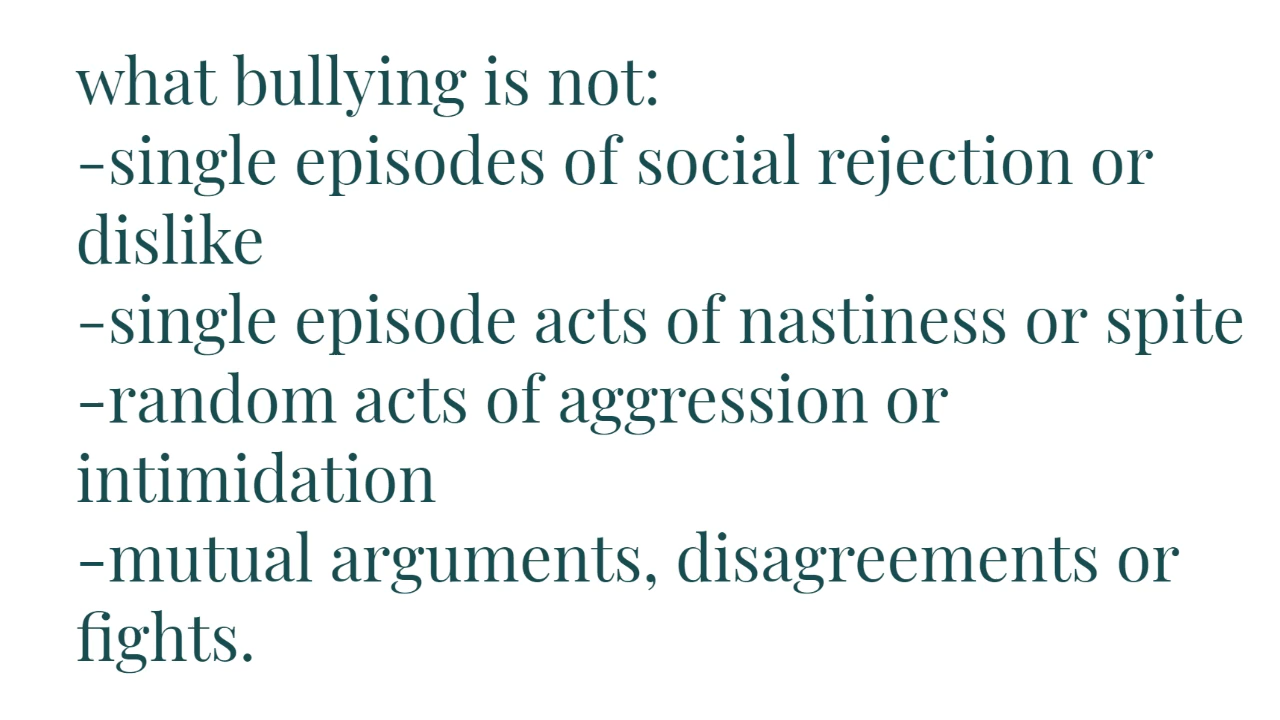 what bullying is not:
-single episodes of social rejection or
dislike
-single episode acts of nastiness or spite
-random acts of aggression or
intimidation
-mutual arguments, disagreements or
fights.